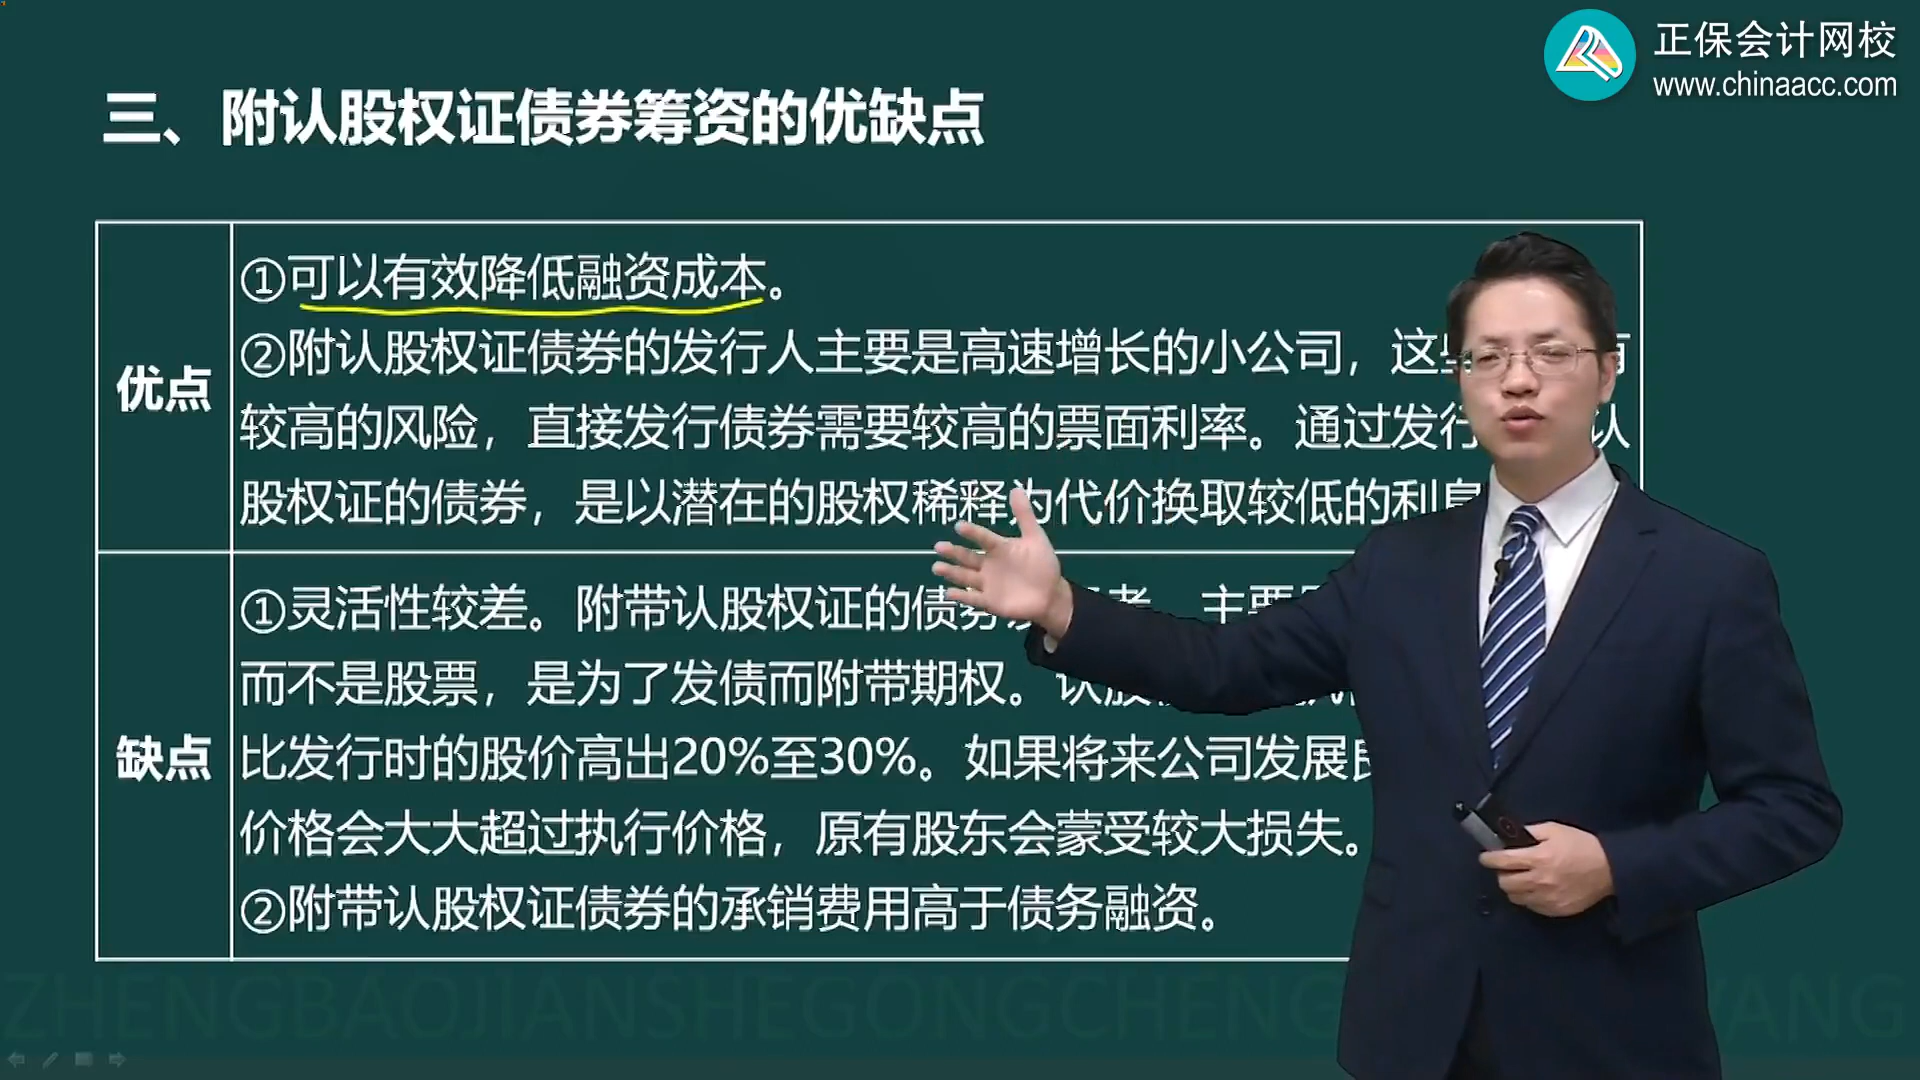 正保会计网校
www.chinaacc.com
三、附认股权证债券筹资的优缺点
优点
①可以有效降低融资成本。
②附认股权证债券的发行人主要是高速增长的小公司，这
较高的风险，直接发行债券需要较高的票面利率。通过发行 认
股权证的债券，是以潜在的股权稀释为代价换取较低的利息
缺点
①灵活性较差。附带认股权证的债券 主要
而不是股票，是为了发债而附带期权。认股
比发行时的股价高出20%至30%。如果将来公司发展
价格会大大超过执行价格，原有股东会蒙受较大损失。
②附带认股权证债券的承销费用高于债务融资。
ZHENGBAOJIANSHEGONGCHENG YANG